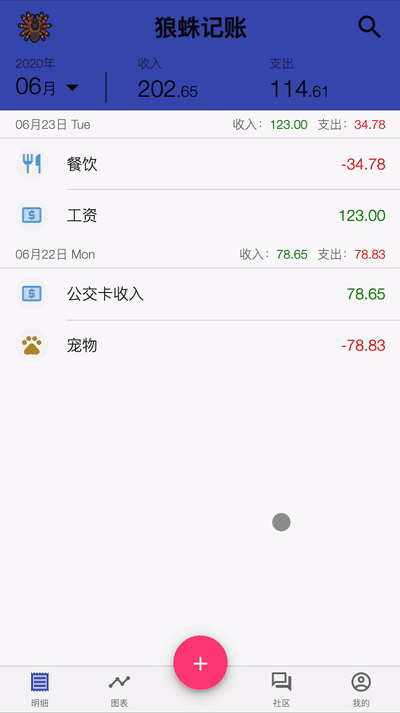 狼蛛记账
2020年 收入 支出
06月 202.65 114.61
06月23日 Tue 收入: 123.00 支出: 34.78
餐饮 -34.78
工资 123.00
06月22日 Mon 收入: 78.65 支出: 78.83
公交卡收入 78.65
宠物 -78.83
明细 图表 社区 我的